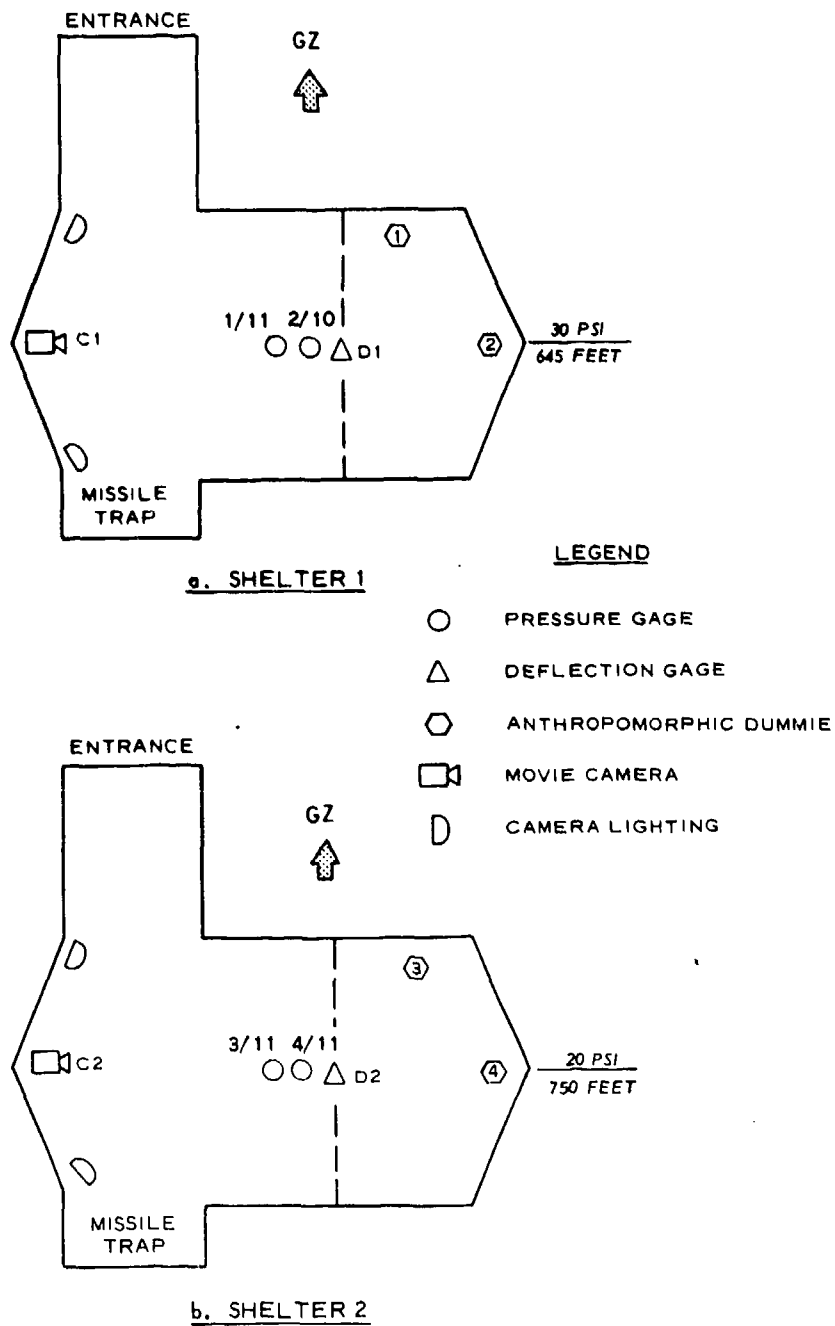 ENTRANCE
GZ
1
1/11 2/10
C1
D1
2
30 PSI
645 FEET
MISSILE
TRAP
a. SHELTER 1
LEGEND
PRESSURE GAGE
DEFLECTION GAGE
ANTHROPOMORPHIC DUMMIE
MOVIE CAMERA
CAMERA LIGHTING
ENTRANCE
GZ
3
3/11 4/11
C2
D2
4
20 PSI
750 FEET
MISSILE
TRAP
b. SHELTER 2